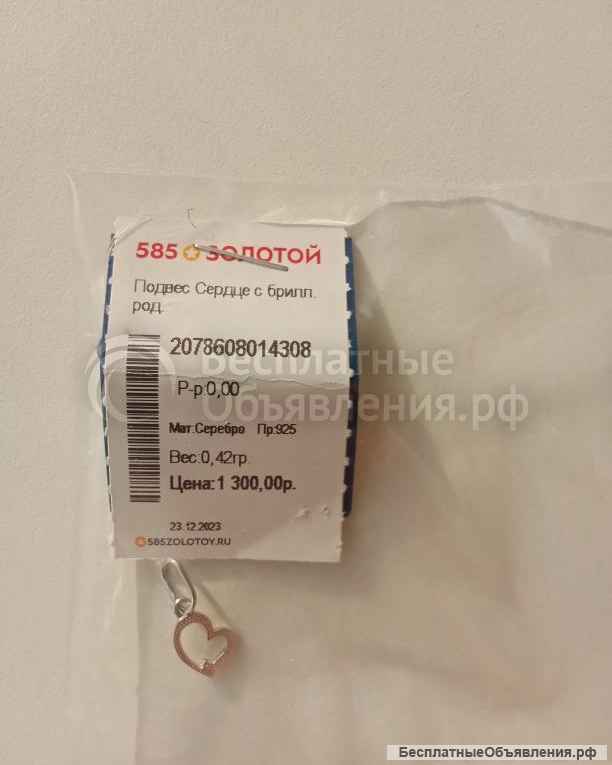 585 ЗОЛОТОЙ
Подвес Сердце с брилл.
род.
2078608014308
Р-р:0,00
Мат:Серебро Пр:925
Вес:0,42гр.
Цена:1 300,00р.
23.12.2023
585ZOLOTOY.RU
Бесплатные
Объявления.рф
БесплатныеОбъявления.рф